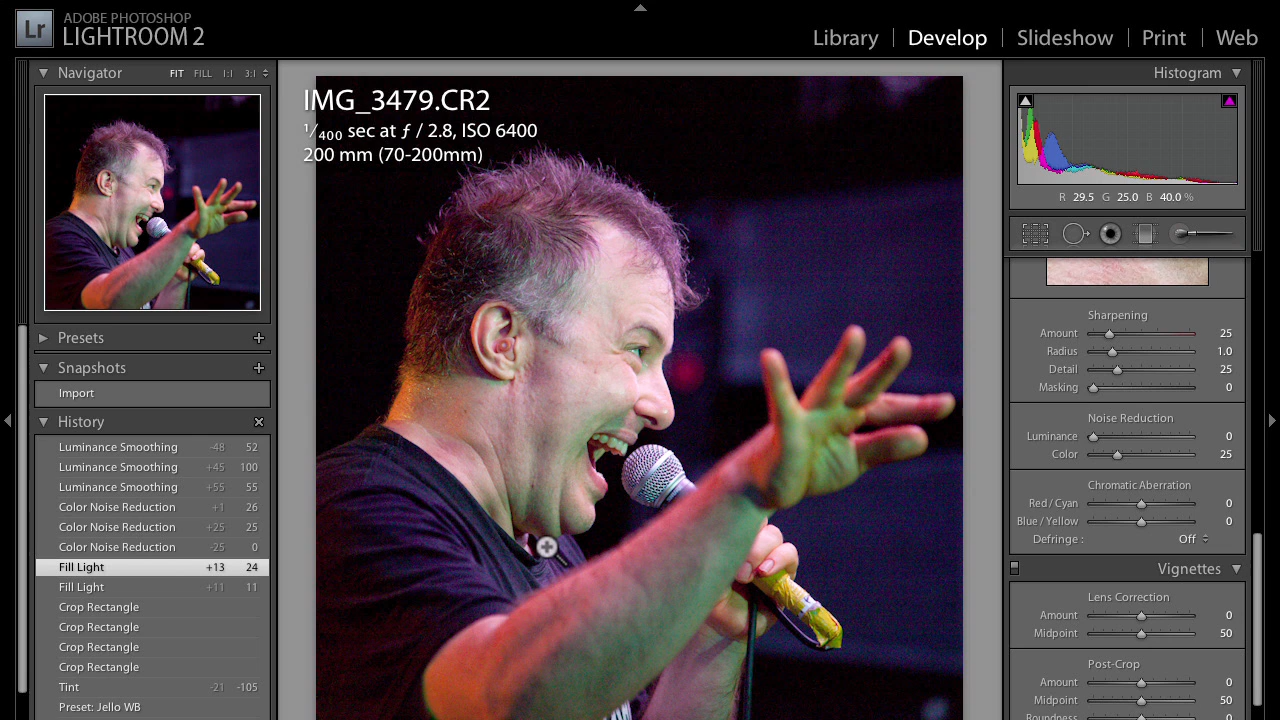 Lr
ADOBE PHOTOSHOP
LIGHTROOM 2
Library | Develop | Slideshow | Print | Web
Navigator FIT FILL 1:1 3:1
Presets +
Snapshots +
Import
History ×
Luminance Smoothing -48 52
Luminance Smoothing +45 100
Luminance Smoothing +55 55
Color Noise Reduction +1 26
Color Noise Reduction +25 25
Color Noise Reduction -25 0
Fill Light +13 24
Fill Light +11 11
Crop Rectangle
Crop Rectangle
Crop Rectangle
Crop Rectangle
Tint -21 -105
Preset: Jello WB
IMG_3479.CR2
1/400 sec at ƒ / 2.8, ISO 6400
200 mm (70-200mm)
Histogram
R 29.5 G 25.0 B 40.0 %
Sharpening
Amount 25
Radius 1.0
Detail 25
Masking 0
Noise Reduction
Luminance 0
Color 25
Chromatic Aberration
Red / Cyan 0
Blue / Yellow 0
Defringe : Off
Vignettes
Lens Correction
Amount 0
Midpoint 50
Post-Crop
Amount 0
Midpoint 50
Roundness 0